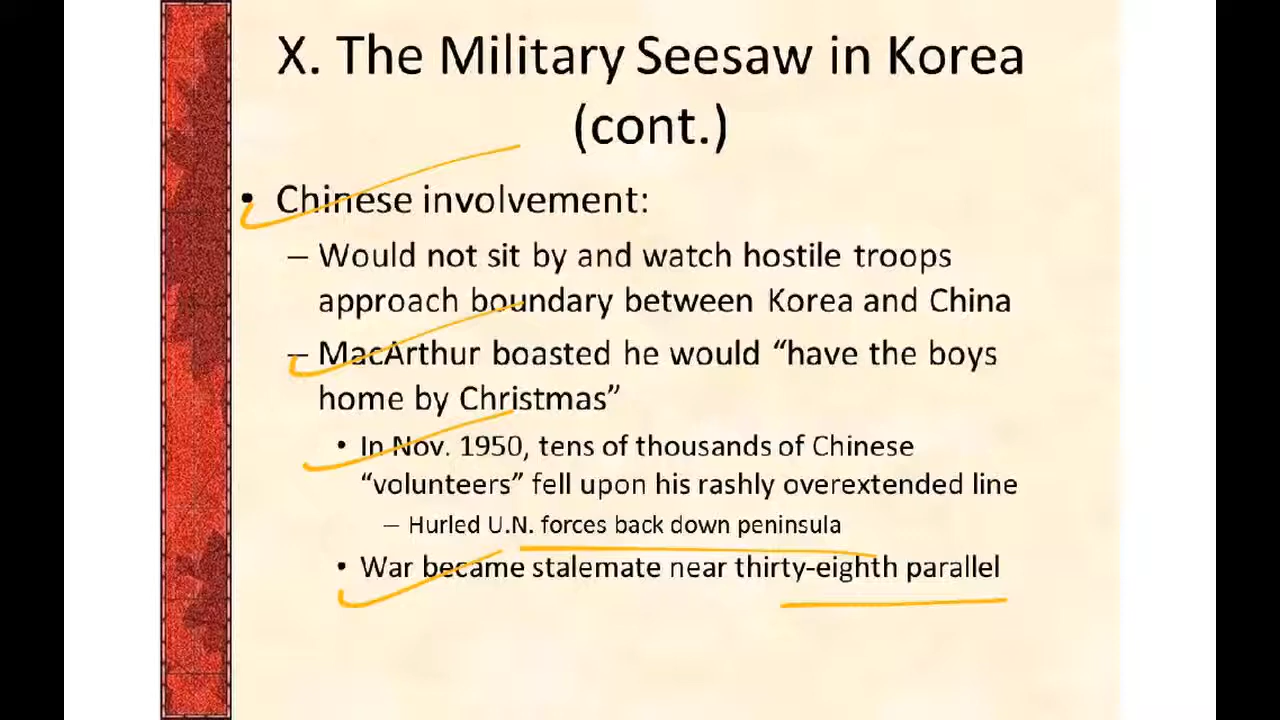 X. The Military Seesaw in Korea
(cont.)
• Chinese involvement:
– Would not sit by and watch hostile troops
approach boundary between Korea and China
– MacArthur boasted he would “have the boys
home by Christmas”
• In Nov. 1950, tens of thousands of Chinese
“volunteers” fell upon his rashly overextended line
– Hurled U.N. forces back down peninsula
• War became stalemate near thirty-eighth parallel